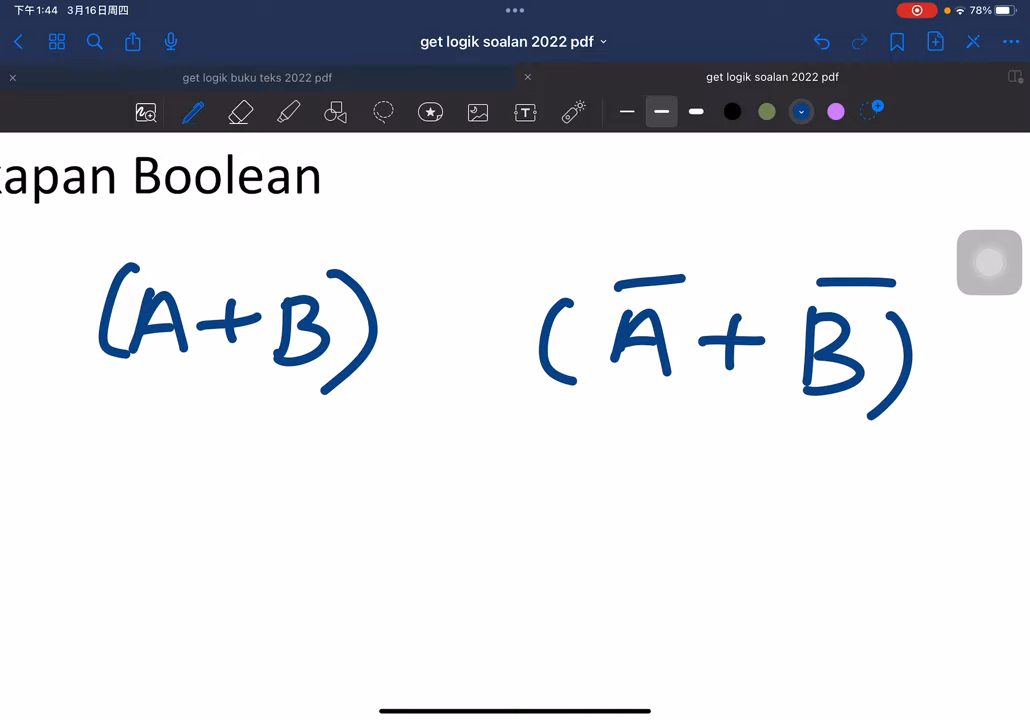 下午1:44 3月16日周四
78%
get logik soalan 2022 pdf
get logik buku teks 2022 pdf
get logik soalan 2022 pdf
T
kapan Boolean
(A+B) (A̅ + B̅)